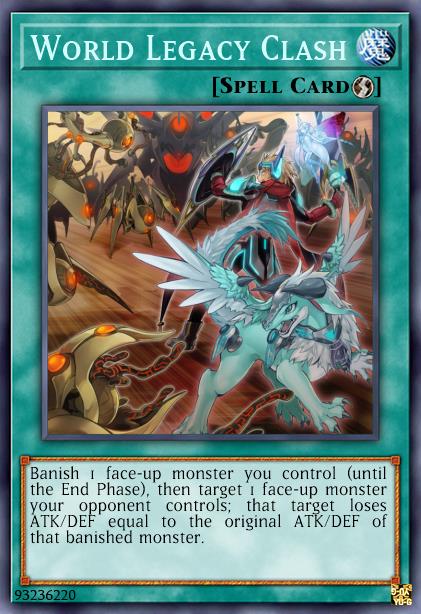 World Legacy Clash
魔
[Spell Card]
Banish 1 face-up monster you control (until
the End Phase), then target 1 face-up monster
your opponent controls; that target loses
ATK/DEF equal to the original ATK/DEF of
that banished monster.
93236220